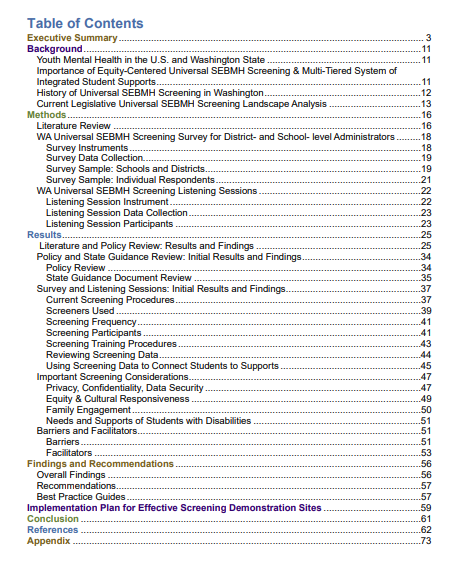 Table of Contents
Executive Summary 3
Background 11
Youth Mental Health in the U.S. and Washington State 11
Importance of Equity-Centered Universal SEBMH Screening & Multi-Tiered System of
Integrated Student Supports 11
History of Universal SEBMH Screening in Washington 12
Current Legislative Universal SEBMH Screening Landscape Analysis 13
Methods 16
Literature Review 16
WA Universal SEBMH Screening Survey for District- and School- level Administrators 18
Survey Instruments 18
Survey Data Collection 19
Survey Sample: Schools and Districts 19
Survey Sample: Individual Respondents 21
WA Universal SEBMH Screening Listening Sessions 22
Listening Session Instrument 22
Listening Session Data Collection 23
Listening Session Participants 23
Results 25
Literature and Policy Review: Results and Findings 25
Policy and State Guidance Review: Initial Results and Findings 34
Policy Review 34
State Guidance Document Review 35
Survey and Listening Sessions: Initial Results and Findings 37
Current Screening Procedures 37
Screeners Used 39
Screening Frequency 41
Screening Participants 41
Screening Training Procedures 43
Reviewing Screening Data 44
Using Screening Data to Connect Students to Supports 45
Important Screening Considerations 47
Privacy, Confidentiality, Data Security 47
Equity & Cultural Responsiveness 49
Family Engagement 50
Needs and Supports of Students with Disabilities 51
Barriers and Facilitators 51
Barriers 51
Facilitators 53
Findings and Recommendations 56
Overall Findings 56
Recommendations 57
Best Practice Guides 57
Implementation Plan for Effective Screening Demonstration Sites 59
Conclusion 61
References 62
Appendix 73